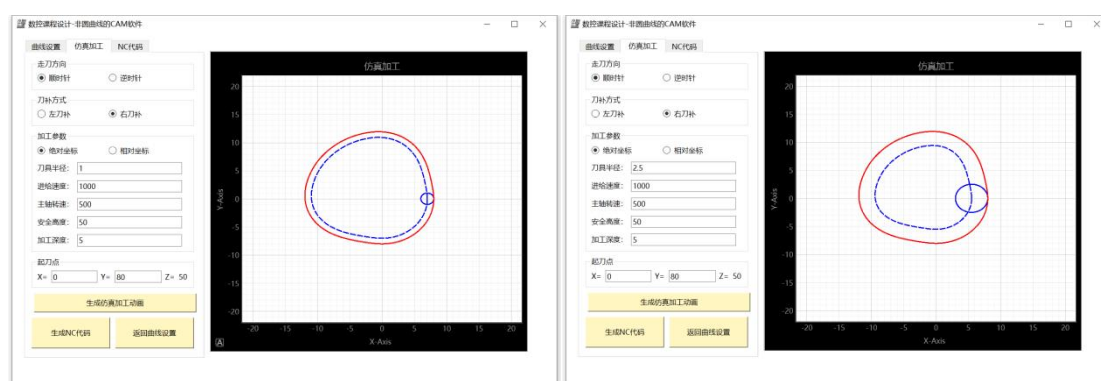 数控课程设计-非圆曲线的CAM软件
曲线设置 仿真加工 NC代码
走刀方向
顺时针 逆时针
刀补方式
左刀补 右刀补
加工参数
绝对坐标 相对坐标
刀具半径: 1
进给速度: 1000
主轴转速: 500
安全高度: 50
加工深度: 5
起刀点
X= 0 Y= 80 Z= 50
生成仿真加工动画
生成NC代码 返回曲线设置
仿真加工
20
15
10
5
0
-5
-10
-15
-20
Y-Axis
-20 -15 -10 -5 0 5 10 15 20
X-Axis
A
数控课程设计-非圆曲线的CAM软件
曲线设置 仿真加工 NC代码
走刀方向
顺时针 逆时针
刀补方式
左刀补 右刀补
加工参数
绝对坐标 相对坐标
刀具半径: 2.5
进给速度: 1000
主轴转速: 500
安全高度: 50
加工深度: 5
起刀点
X= 0 Y= 80 Z= 50
生成仿真加工动画
生成NC代码 返回曲线设置
仿真加工
20
15
10
5
0
-5
-10
-15
-20
Y-Axis
-20 -15 -10 -5 0 5 10 15 20
X-Axis